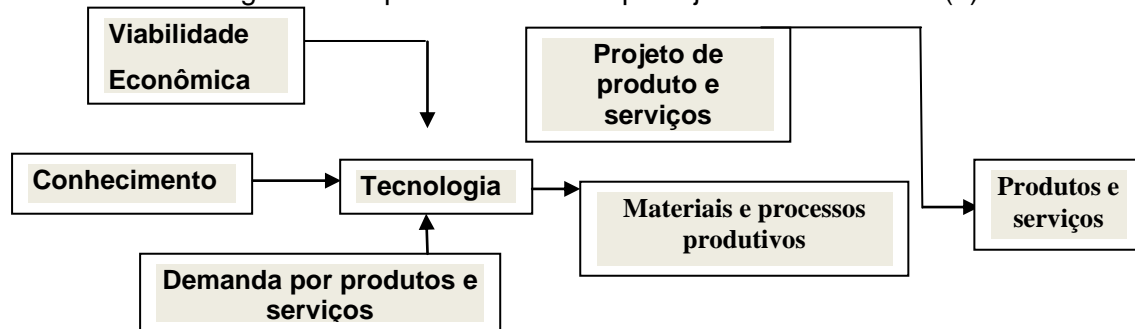 Viabilidade
Econômica
Projeto de
produto e
serviços
Conhecimento
Tecnologia
Materiais e processos
produtivos
Produtos e
serviços
Demanda por produtos e
serviços